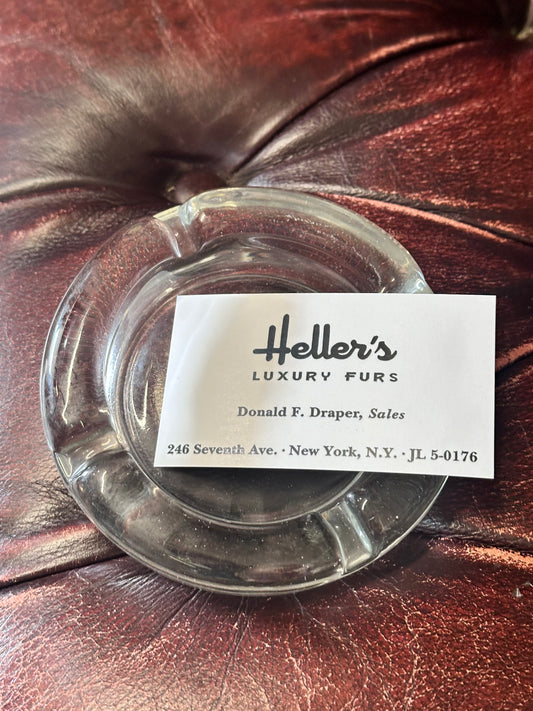 Heller's
LUXURY FURS
Donald F. Draper, Sales
246 Seventh Ave. · New York, N.Y. · JL 5-0176